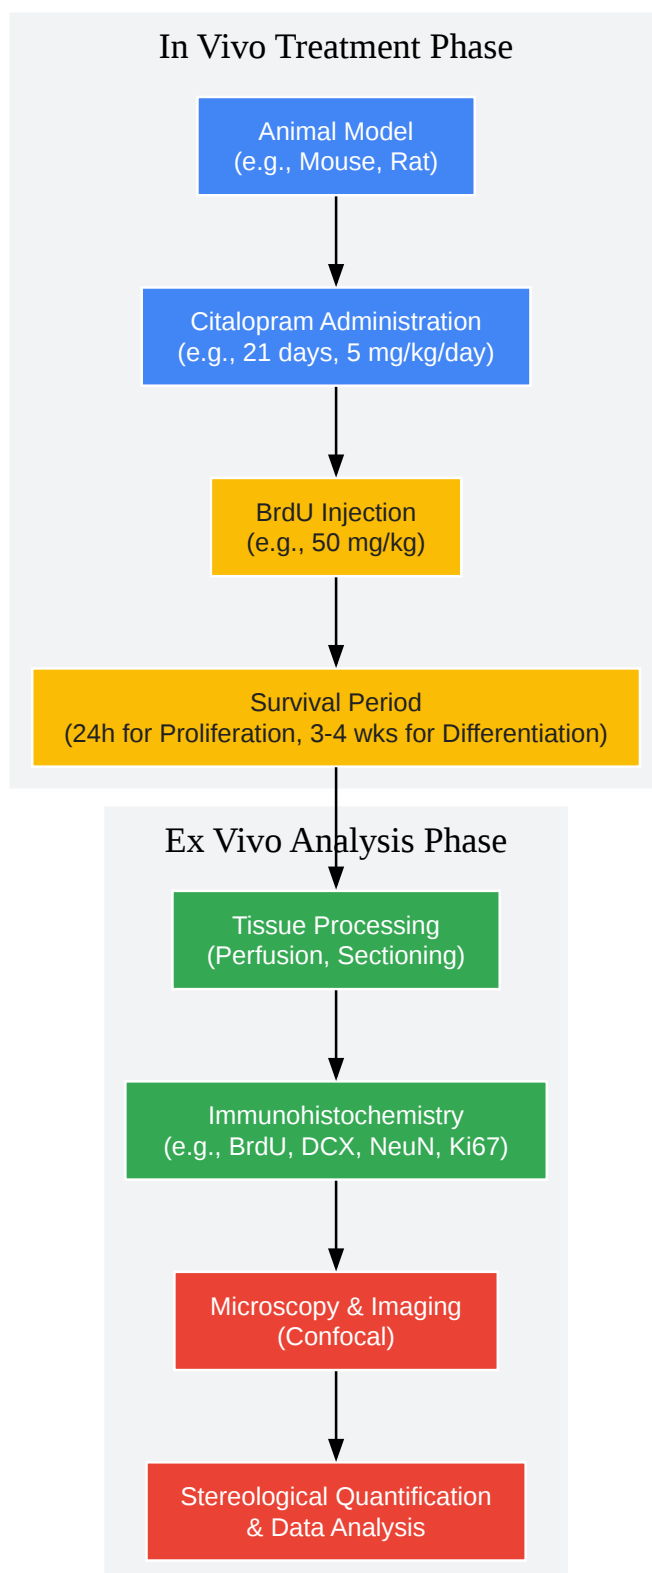 In Vivo Treatment Phase
Animal Model
(e.g., Mouse, Rat)
Citalopram Administration
(e.g., 21 days, 5 mg/kg/day)
BrdU Injection
(e.g., 50 mg/kg)
Survival Period
(24h for Proliferation, 3-4 wks for Differentiation)
Ex Vivo Analysis Phase
Tissue Processing
(Perfusion, Sectioning)
Immunohistochemistry
(e.g., BrdU, DCX, NeuN, Ki67)
Microscopy & Imaging
(Confocal)
Stereological Quantification
& Data Analysis